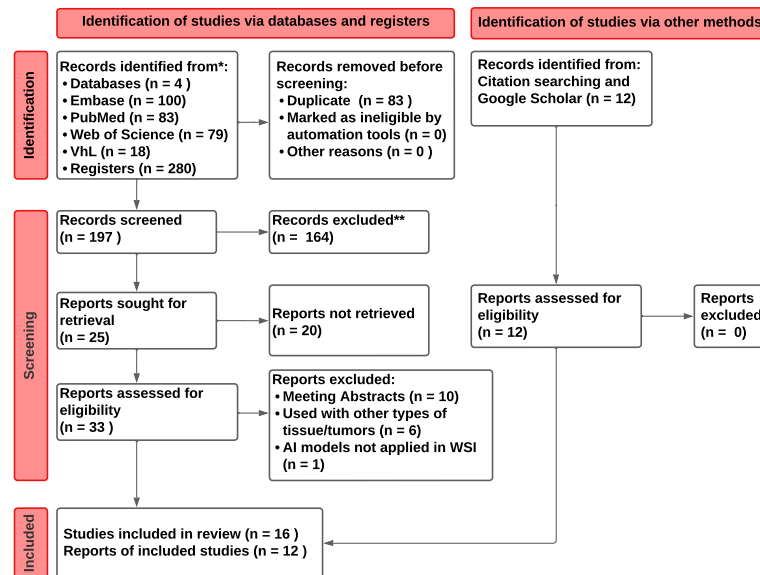 Identification of studies via databases and registers
Identification of studies via other methods
Identification
Records identified from*:
• Databases (n = 4 )
• Embase (n = 100)
• PubMed (n = 83)
• Web of Science (n = 79)
• VhL (n = 18)
• Registers (n = 280)
Records removed before
screening:
• Duplicate (n = 83 )
• Marked as ineligible by
automation tools (n = 0)
• Other reasons (n = 0 )
Records identified from:
Citation searching and
Google Scholar (n = 12)
Screening
Records screened
(n = 197 )
Records excluded**
(n = 164)
Reports sought for
retrieval
(n = 25)
Reports not retrieved
(n = 20)
Reports assessed for
eligibility
(n = 12)
Reports
excluded
(n = 0)
Reports assessed for
eligibility
(n = 33 )
Reports excluded:
• Meeting Abstracts (n = 10)
• Used with other types of
tissue/tumors (n = 6)
• AI models not applied in WSI
(n = 1)
Included
Studies included in review (n = 16 )
Reports of included studies (n = 12 )